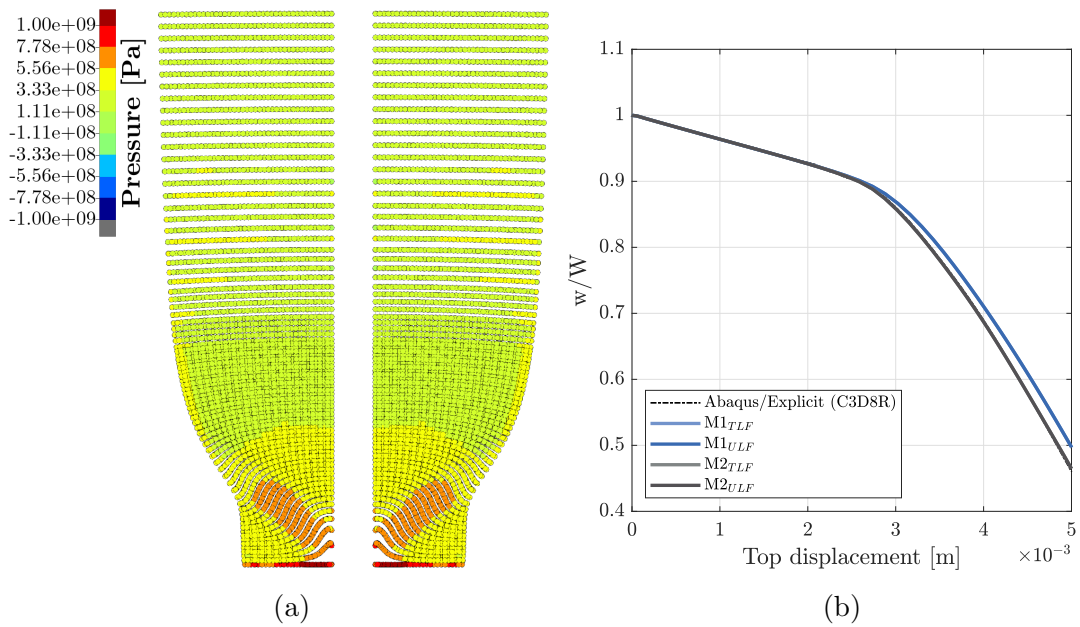 1.00e+09
7.78e+08
5.56e+08
3.33e+08
1.11e+08
-1.11e+08
-3.33e+08
-5.56e+08
-7.78e+08
-1.00e+09
Pressure [Pa]
(a)
1.1
1
0.9
0.8
0.7
0.6
0.5
0.4
w/W
Abaqus/Explicit (C3D8R)
M1TLF
M1ULF
M2TLF
M2ULF
0 1 2 3 4 5
Top displacement [m] ×10⁻³
(b)